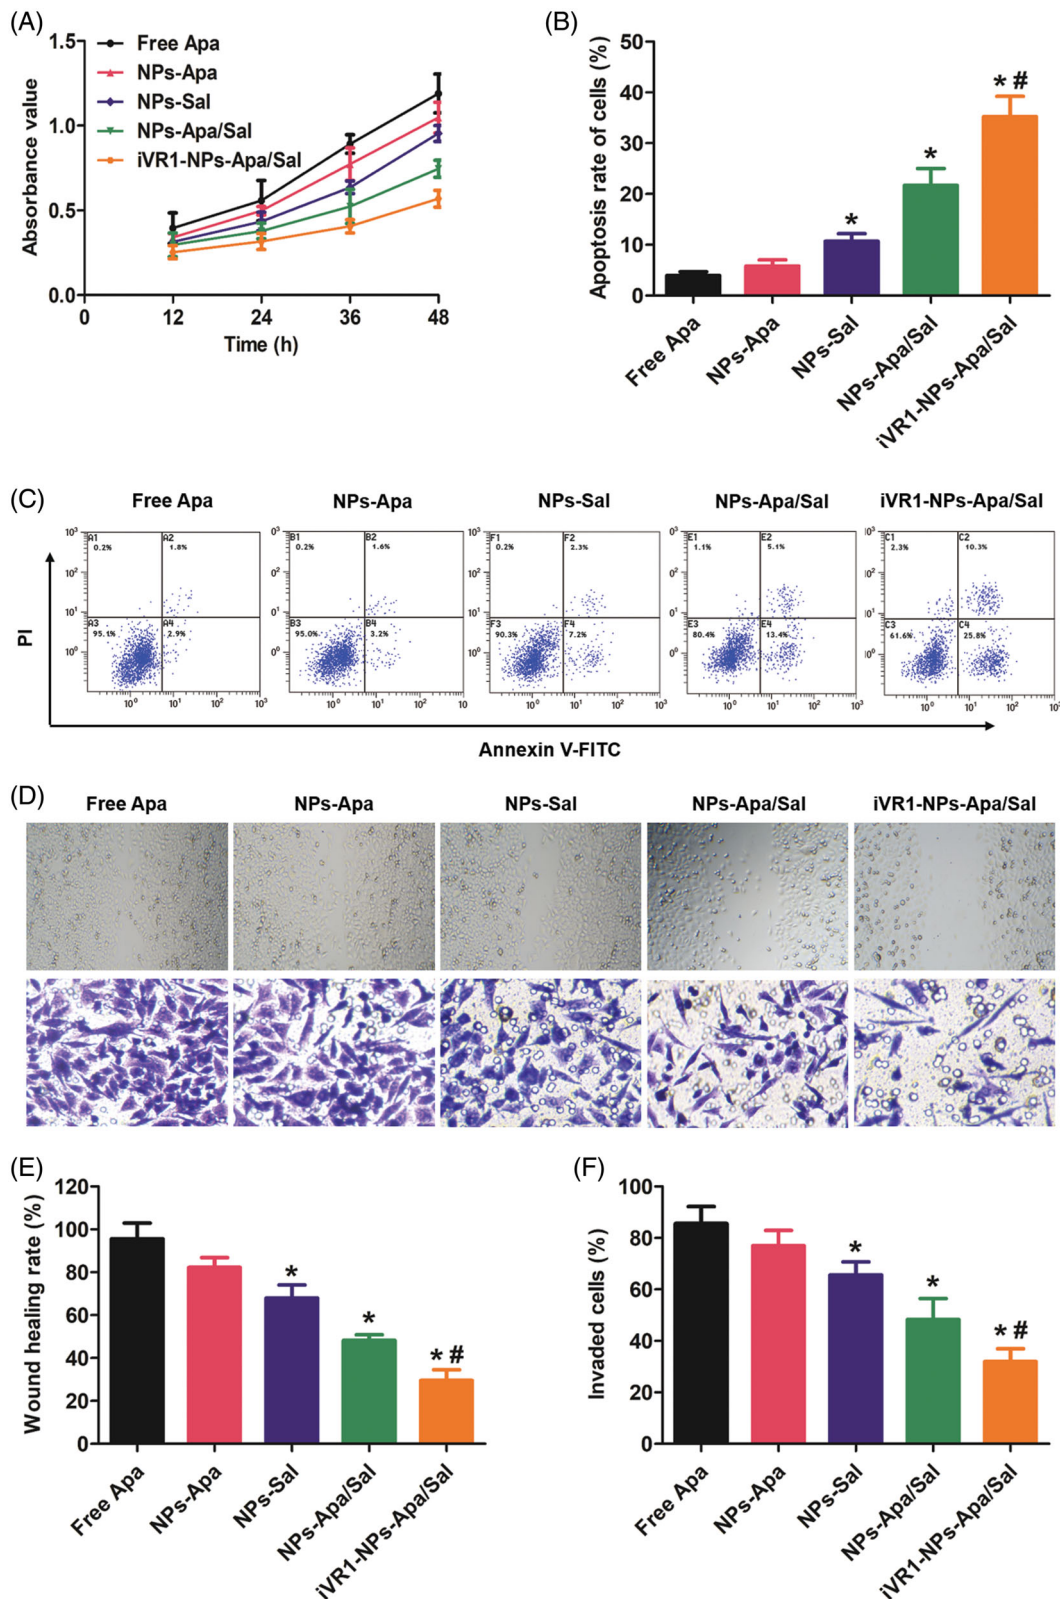 (A)
1.5
1.0
0.5
0.0
Absorbance value
Free Apa
NPs-Apa
NPs-Sal
NPs-Apa/Sal
iVR1-NPs-Apa/Sal
0 12 24 36 48
Time (h)
(B)
50
40
30
20
10
0
Apoptosis rate of cells (%)
*
*
* #
Free Apa
NPs-Apa
NPs-Sal
NPs-Apa/Sal
iVR1-NPs-Apa/Sal
(C)
Free Apa NPs-Apa NPs-Sal NPs-Apa/Sal iVR1-NPs-Apa/Sal
PI
A1
0.2%
A2
1.8%
A3
95.1%
A4
2.9%
B1
0.2%
B2
1.6%
B3
95.0%
B4
3.2%
F1
0.2%
F2
2.3%
F3
90.3%
F4
7.2%
E1
1.1%
E2
5.1%
E3
80.4%
E4
13.4%
C1
2.3%
C2
10.3%
C3
61.6%
C4
25.8%
Annexin V-FITC
(D)
Free Apa NPs-Apa NPs-Sal NPs-Apa/Sal iVR1-NPs-Apa/Sal
(E)
120
100
80
60
40
20
0
Wound healing rate (%)
*
*
* #
Free Apa
NPs-Apa
NPs-Sal
NPs-Apa/Sal
iVR1-NPs-Apa/Sal
(F)
100
80
60
40
20
0
Invaded cells (%)
*
*
* #
Free Apa
NPs-Apa
NPs-Sal
NPs-Apa/Sal
iVR1-NPs-Apa/Sal